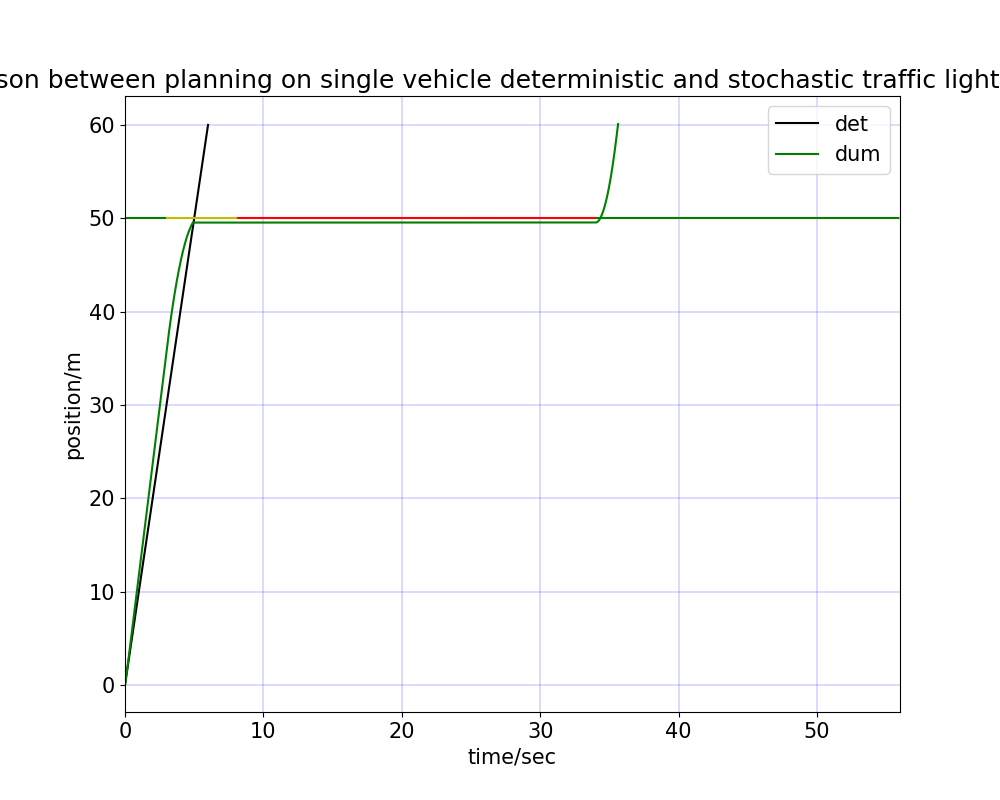 son between planning on single vehicle deterministic and stochastic traffic light
det
dum
60
50
40
30
20
10
0
position/m
0 10 20 30 40 50
time/sec